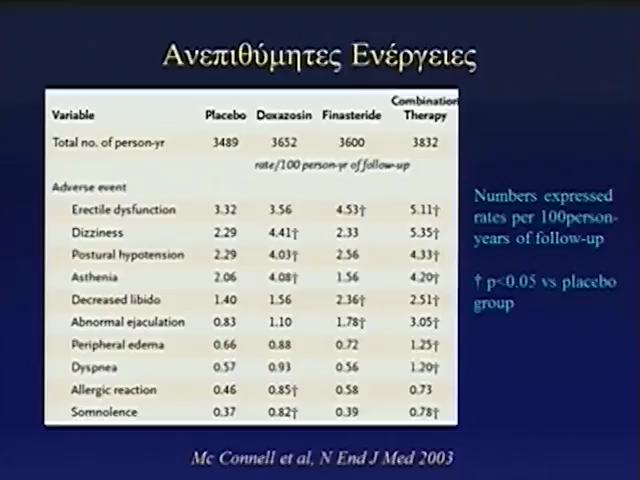 Ανεπιθύμητες Ενέργειες
Variable Placebo Doxazosin Finasteride Combination Therapy
Total no. of person-yr 3489 3652 3600 3832
rate/100 person-yr of follow-up
Adverse event
Erectile dysfunction 3.32 3.56 4.53† 5.11†
Dizziness 2.29 4.41† 2.33 5.35†
Postural hypotension 2.29 4.03† 2.56 4.33†
Asthenia 2.06 4.08† 1.56 4.20†
Decreased libido 1.40 1.56 2.36† 2.51†
Abnormal ejaculation 0.83 1.10 1.78† 3.05†
Peripheral edema 0.66 0.88 0.72 1.25†
Dyspnea 0.57 0.93 0.56 1.20†
Allergic reaction 0.46 0.85† 0.58 0.73
Somnolence 0.37 0.82† 0.39 0.78†
Numbers expressed
rates per 100person-
years of follow-up
† p<0.05 vs placebo
group
Mc Connell et al, N End J Med 2003